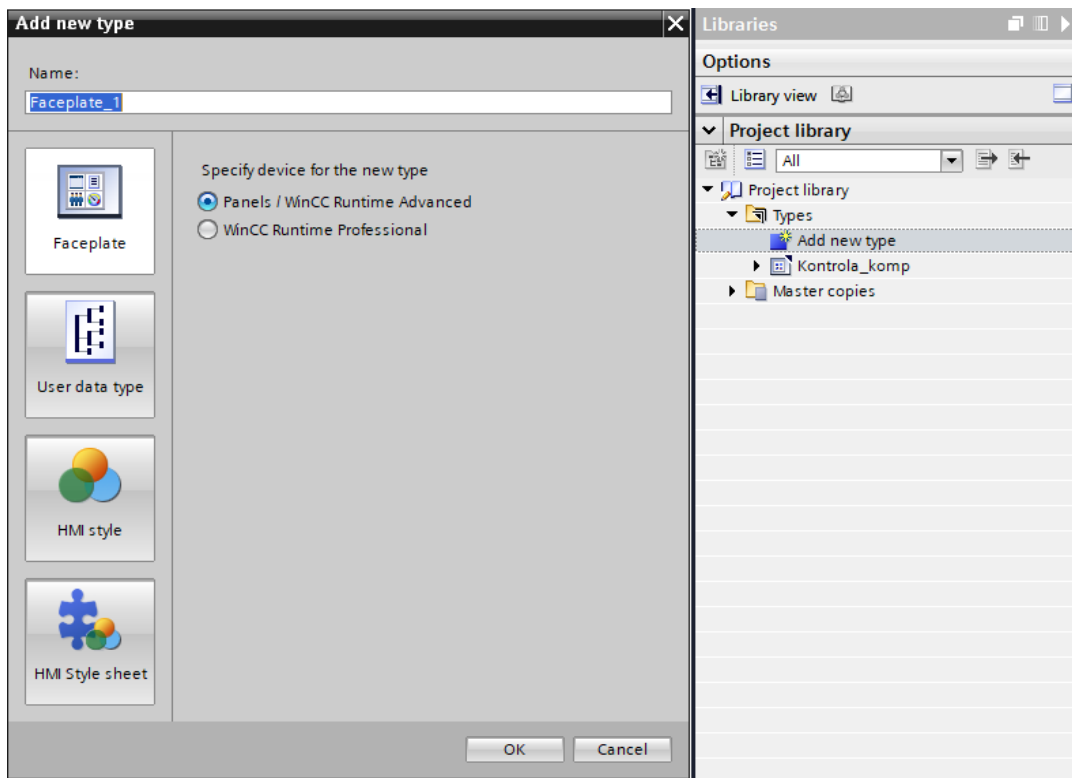 Add new type
Name:
Faceplate_1
Faceplate
User data type
HMI style
HMI Style sheet
Specify device for the new type
Panels / WinCC Runtime Advanced
WinCC Runtime Professional
OK
Cancel
Libraries
Options
Library view
Project library
All
Project library
Types
Add new type
Kontrola_komp
Master copies